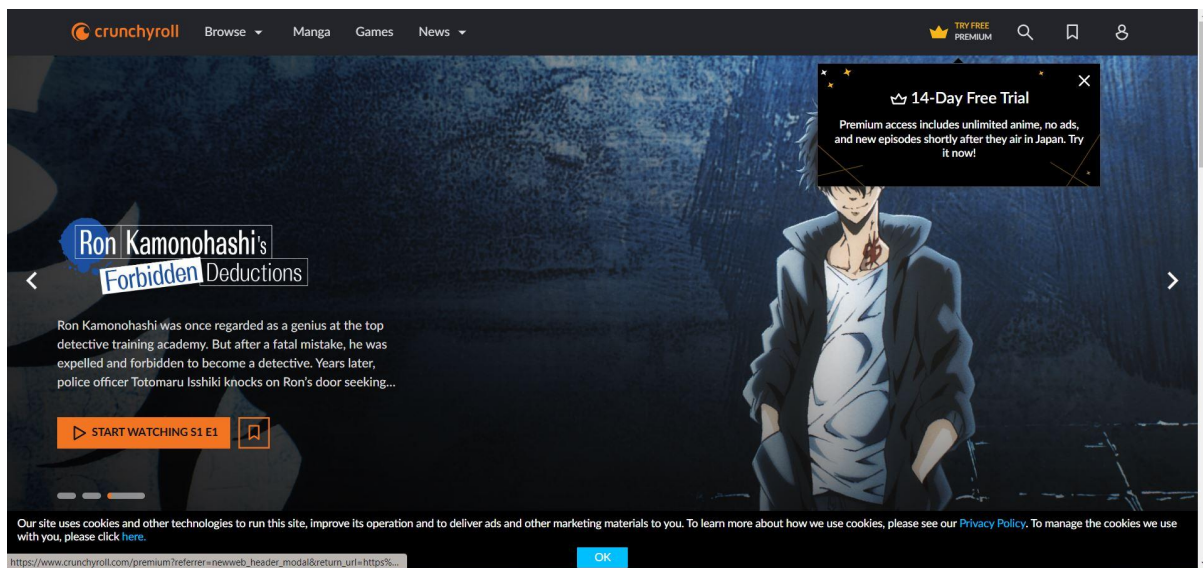 crunchyroll Browse Manga Games News TRY FREE
PREMIUM
14-Day Free Trial
Premium access includes unlimited anime, no ads,
and new episodes shortly after they air in Japan. Try
it now!
Ron Kamonohashi's
Forbidden Deductions
Ron Kamonohashi was once regarded as a genius at the top
detective training academy. But after a fatal mistake, he was
expelled and forbidden to become a detective. Years later,
police officer Totomaru Isshiki knocks on Ron's door seeking...
START WATCHING S1 E1
Our site uses cookies and other technologies to run this site, improve its operation and to deliver ads and other marketing materials to you. To learn more about how we use cookies, please see our Privacy Policy. To manage the cookies we use
with you, please click here.
OK
https://www.crunchyroll.com/premium?referrer=newweb_header_modal&return_url=https%...